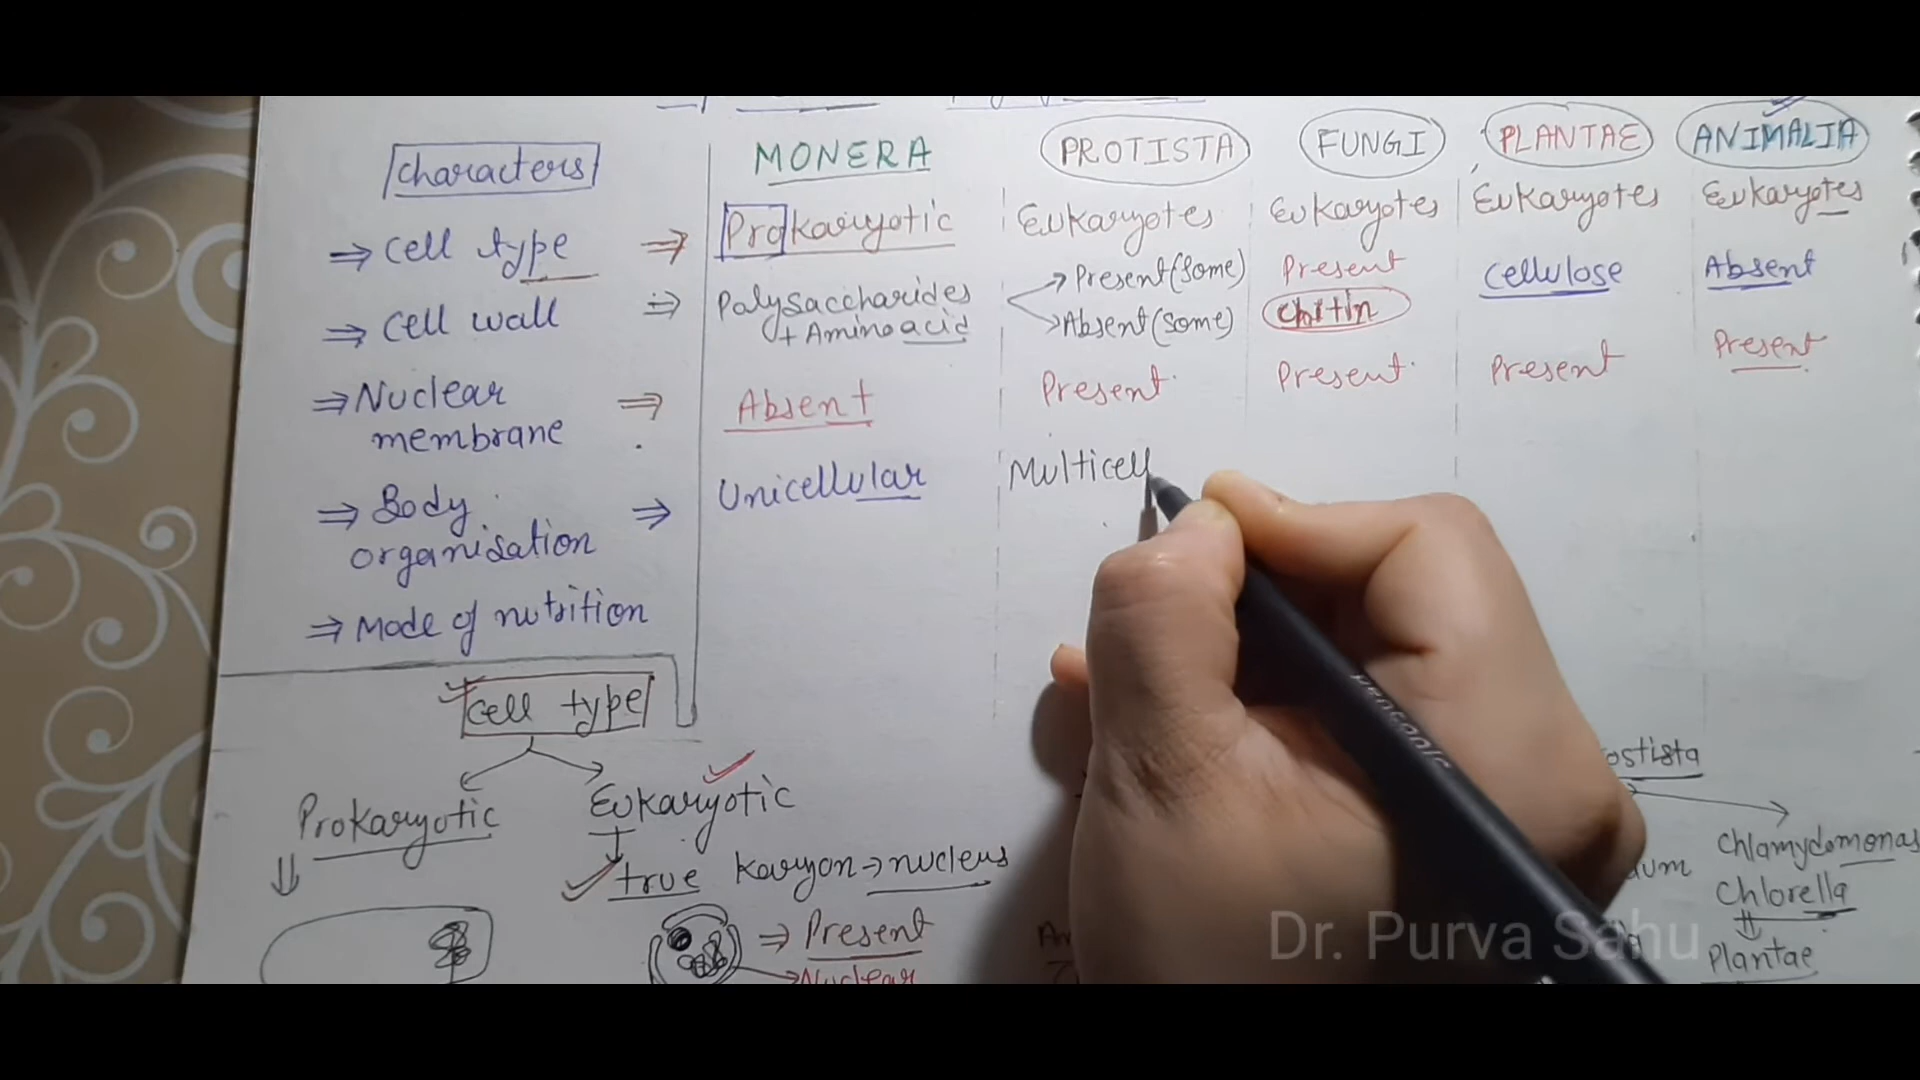 Characters
MONERA
PROTISTA
FUNGI
PLANTAE
ANIMALIA
⇒ Cell type ⇒
Prokaryotic
Eukaryotes
Eukaryotes
Eukaryotes
Eukaryotes
⇒ Cell wall ⇒
Polysaccharides
+ Amino acid
→ Present (some)
→ Absent (some)
Present
Chitin
Cellulose
Absent
⇒ Nuclear
membrane ⇒
Absent
Present
Present
Present
Present
⇒ Body
organisation ⇒
Unicellular
Multicell
⇒ Mode of nutrition
Cell type
Prokaryotic
Eukaryotic
true karyon → nucleus
⇒ Present
Nuclear
Chlamydomonas
Chlorella
Plantae
Dr. Purva Sahu
pencople